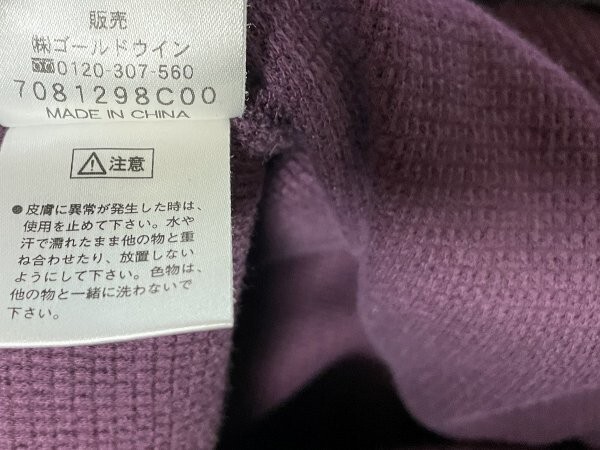 販売
㈱ゴールドウイン
0120-307-560
7081298C00
MADE IN CHINA
注意
●皮膚に異常が発生した時は、
使用を止めて下さい。水や
汗で濡れたまま他の物と重
ね合わせたり、放置しない
ようにして下さい。色物は、
他の物と一緒に洗わないで
下さい。